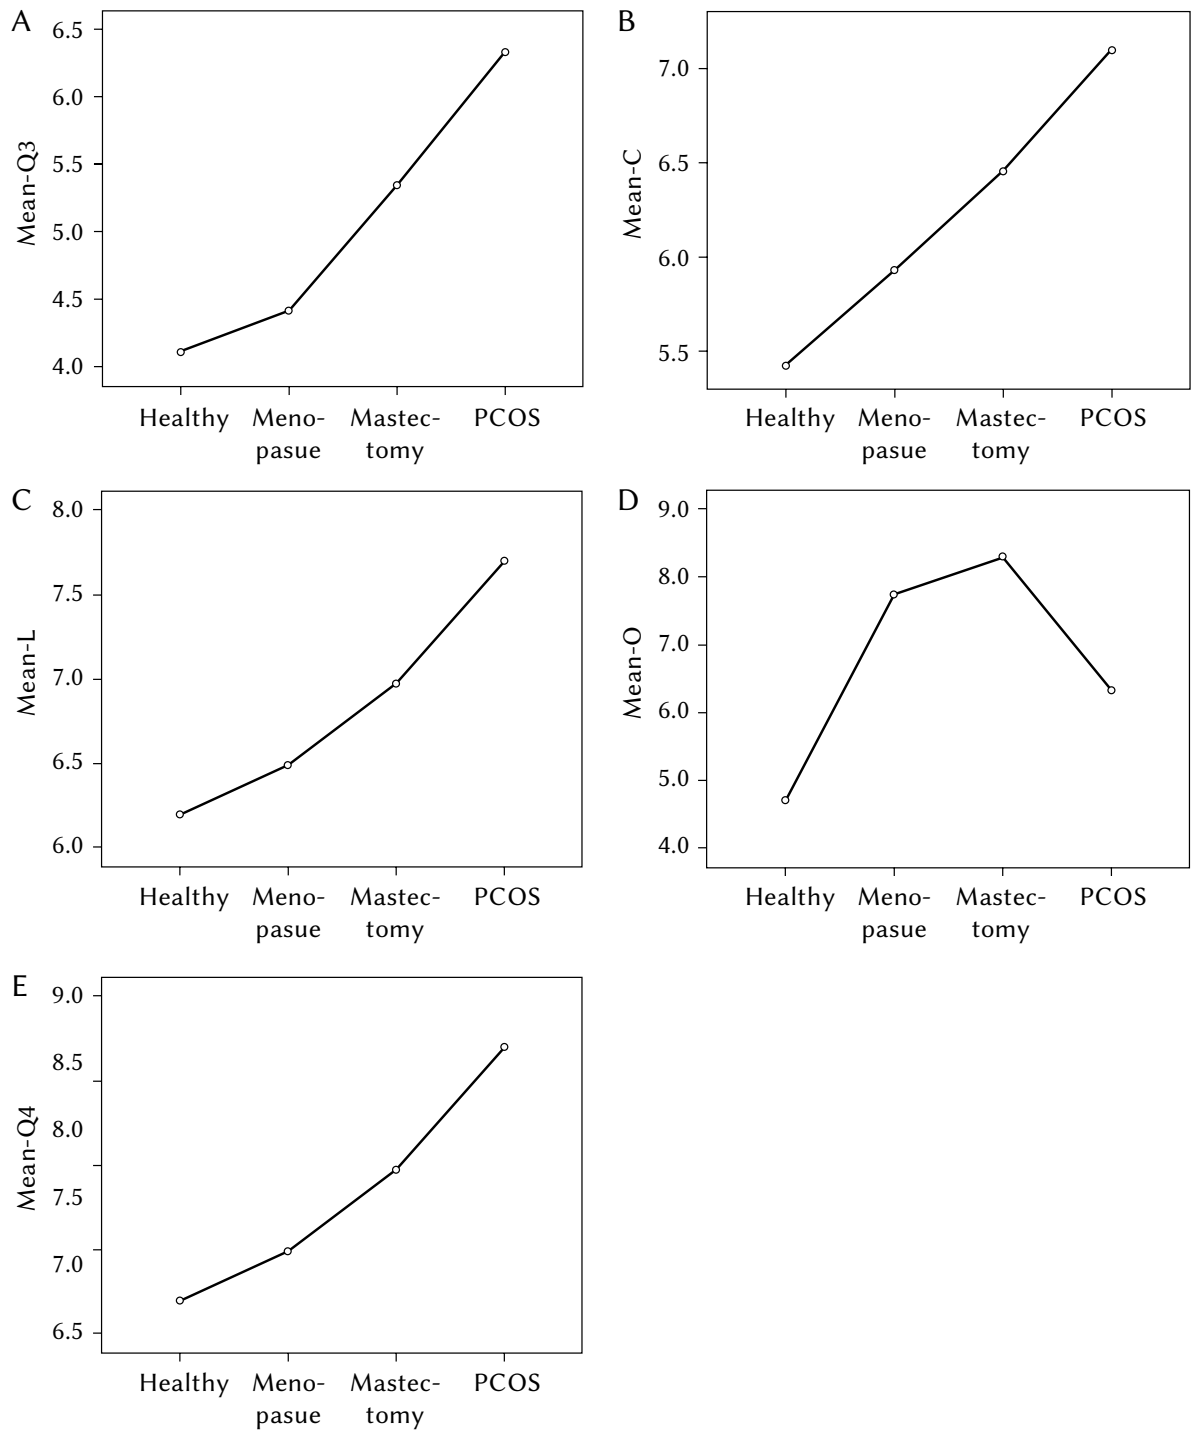 A
6.5
6.0
5.5
5.0
4.5
4.0
Mean-Q3
Healthy Meno- Mastec- PCOS
pasue tomy
B
7.0
6.5
6.0
5.5
Mean-C
Healthy Meno- Mastec- PCOS
pasue tomy
C
8.0
7.5
7.0
6.5
6.0
Mean-L
Healthy Meno- Mastec- PCOS
pasue tomy
D
9.0
8.0
7.0
6.0
5.0
4.0
Mean-O
Healthy Meno- Mastec- PCOS
pasue tomy
E
9.0
8.5
8.0
7.5
7.0
6.5
Mean-Q4
Healthy Meno- Mastec- PCOS
pasue tomy